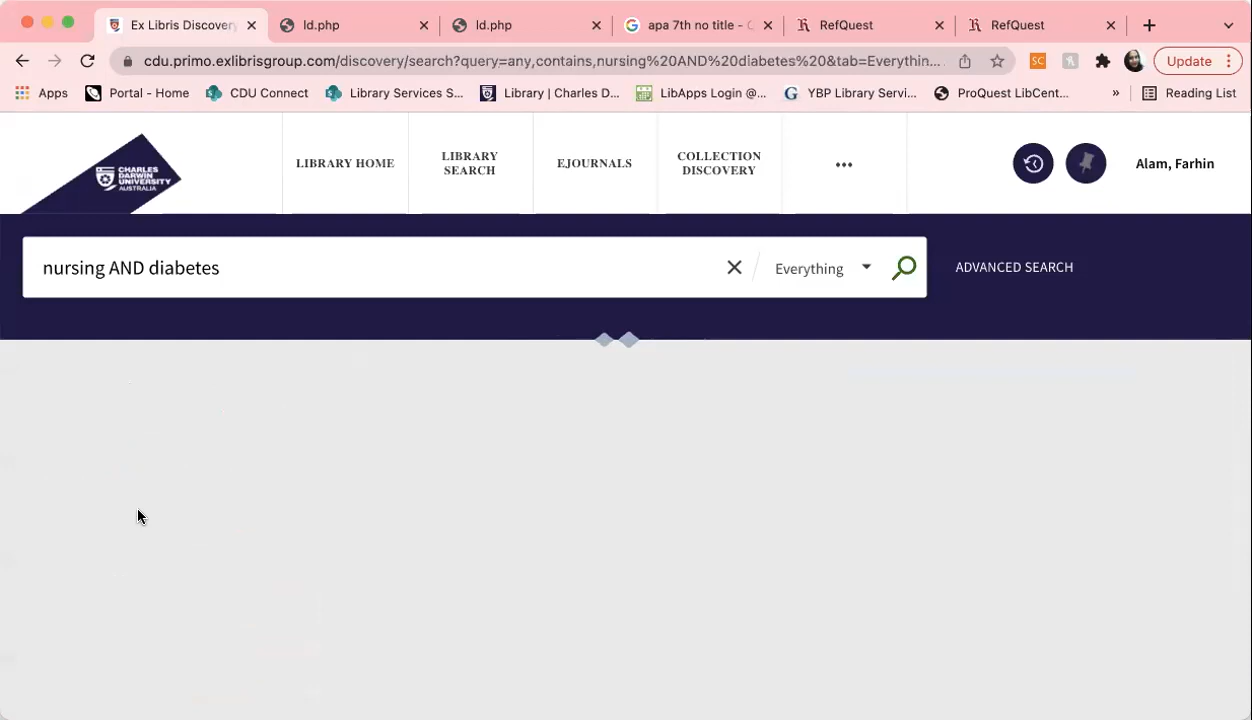 Ex Libris Discovery
ld.php
ld.php
apa 7th no title -
RefQuest
RefQuest
cdu.primo.exlibrisgroup.com/discovery/search?query=any,contains,nursing%20AND%20diabetes%20&tab=Everythin...
SC
Update
Apps
Portal - Home
CDU Connect
Library Services S...
Library | Charles D...
LibApps Login @...
YBP Library Servi...
ProQuest LibCent...
»
Reading List
CHARLES
DARWIN
UNIVERSITY
AUSTRALIA
LIBRARY HOME
LIBRARY
SEARCH
EJOURNALS
COLLECTION
DISCOVERY
•••
Alam, Farhin
nursing AND diabetes
Everything
ADVANCED SEARCH